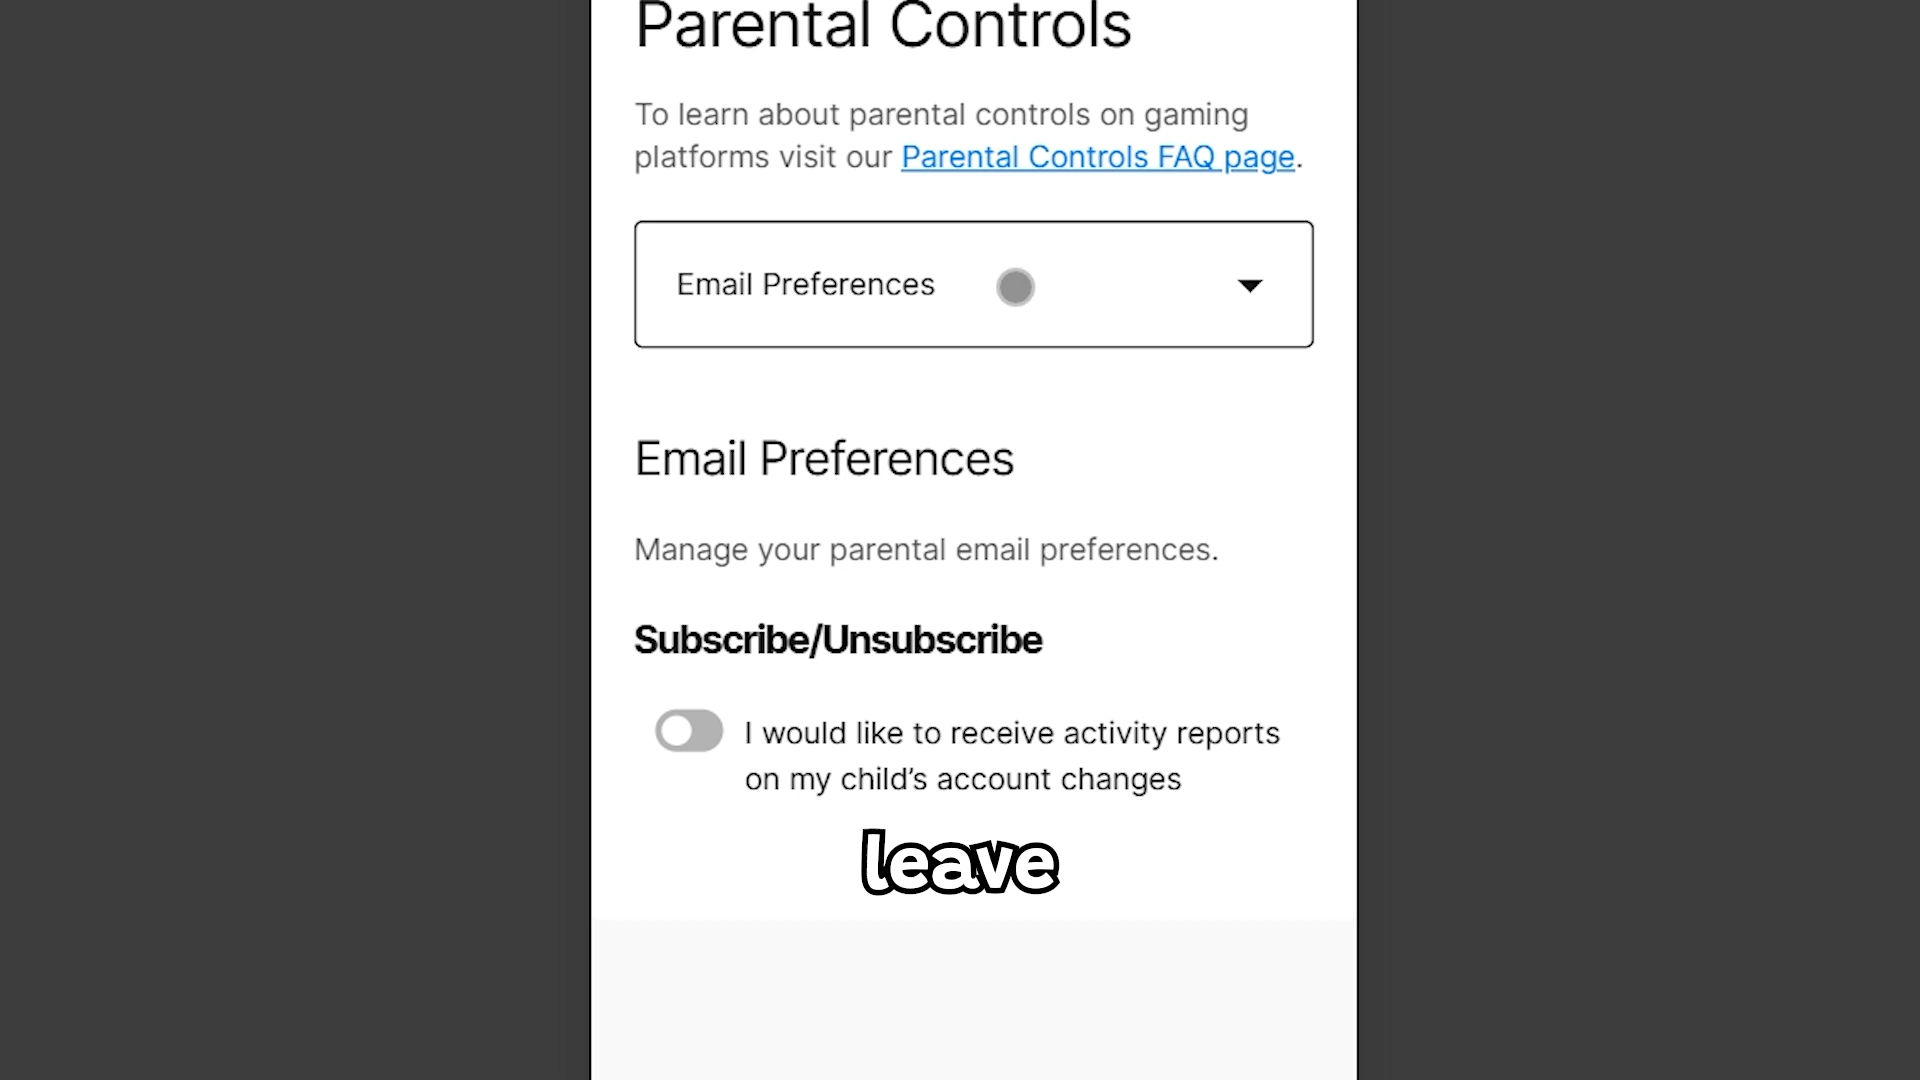 Parental Controls
To learn about parental controls on gaming
platforms visit our Parental Controls FAQ page.
Email Preferences
Email Preferences
Manage your parental email preferences.
Subscribe/Unsubscribe
I would like to receive activity reports
on my child’s account changes
leave